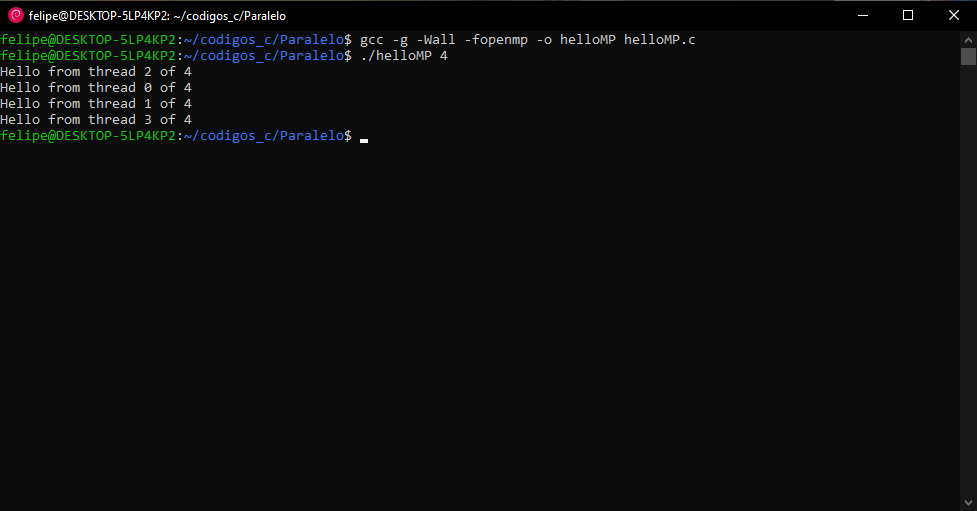 felipe@DESKTOP-5LP4KP2: ~/codigos_c/Paralelo
felipe@DESKTOP-5LP4KP2:~/codigos_c/Paralelo$ gcc -g -Wall -fopenmp -o helloMP helloMP.c
felipe@DESKTOP-5LP4KP2:~/codigos_c/Paralelo$ ./helloMP 4
Hello from thread 2 of 4
Hello from thread 0 of 4
Hello from thread 1 of 4
Hello from thread 3 of 4
felipe@DESKTOP-5LP4KP2:~/codigos_c/Paralelo$